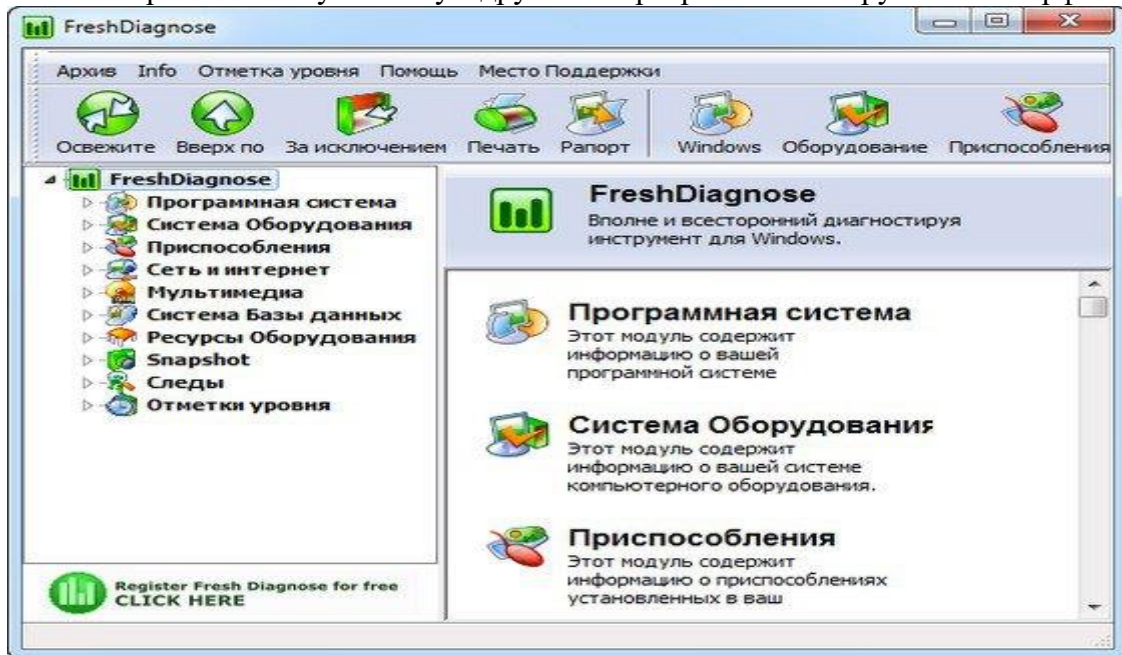 FreshDiagnose
Архив Info Отметка уровня Помощь Место Поддержки
Освежите Вверх по За исключением Печать Рапорт Windows Оборудование Приспособления
FreshDiagnose
Программная система
Система Оборудования
Приспособления
Сеть и интернет
Мультимедиа
Система Базы данных
Ресурсы Оборудования
Snapshot
Следы
Отметки уровня
Register Fresh Diagnose for free
CLICK HERE
FreshDiagnose
Вполне и всесторонний диагностируя
инструмент для Windows.
Программная система
Этот модуль содержит
информацию о вашей
программной системе
Система Оборудования
Этот модуль содержит
информацию о вашей системе
компьютерного оборудования.
Приспособления
Этот модуль содержит
информацию о приспособлениях
установленных в ваш